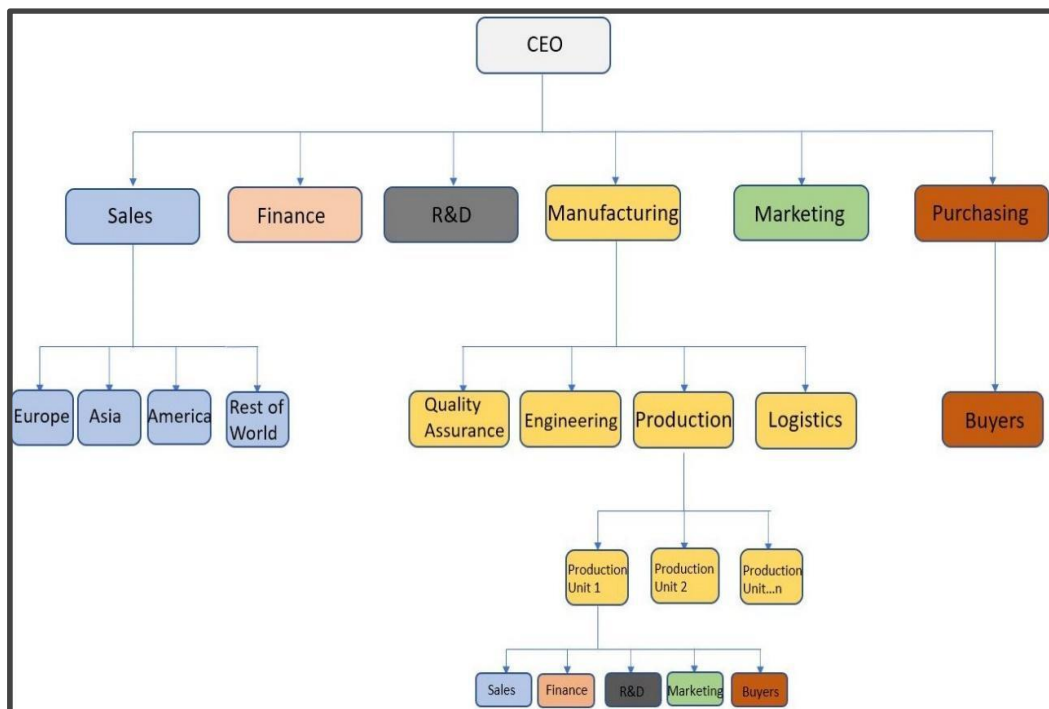 CEO
Sales
Finance
R&D
Manufacturing
Marketing
Purchasing
Europe
Asia
America
Rest of
World
Quality
Assurance
Engineering
Production
Logistics
Buyers
Production
Unit 1
Production
Unit 2
Production
Unit...n
Sales
Finance
R&D
Marketing
Buyers